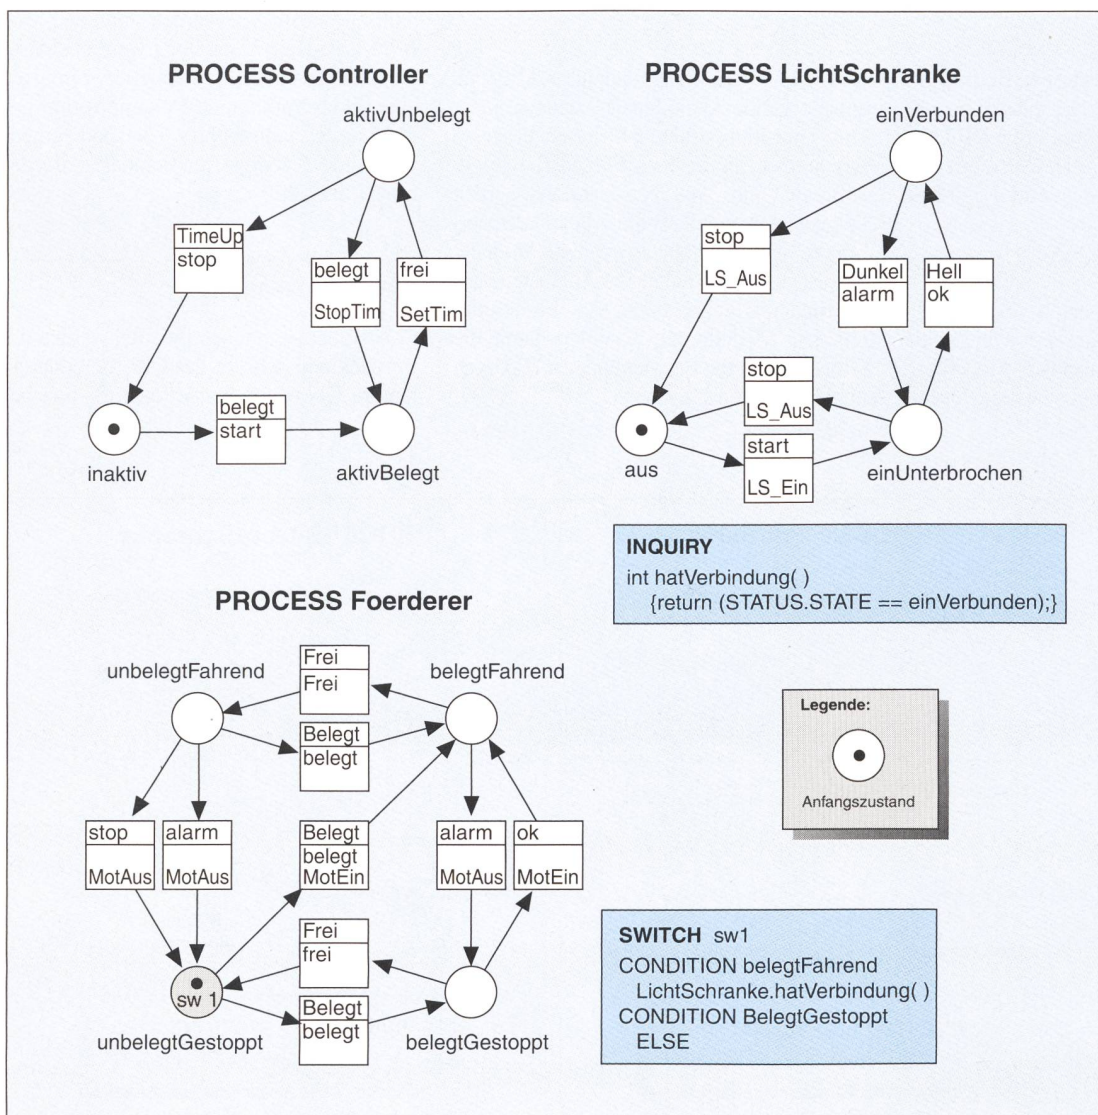 PROCESS Controller
aktivUnbelegt
TimeUp
stop
belegt
StopTim
frei
SetTim
belegt
start
inaktiv
aktivBelegt
PROCESS LichtSchranke
einVerbunden
stop
LS_Aus
Dunkel
alarm
Hell
ok
stop
LS_Aus
start
LS_Ein
aus
einUnterbrochen
INQUIRY
int hatVerbindung( )
{return (STATUS.STATE == einVerbunden);}
PROCESS Foerderer
unbelegtFahrend
Frei
Frei
belegtFahrend
Belegt
belegt
stop
MotAus
alarm
MotAus
Belegt
belegt
MotEin
alarm
MotAus
ok
MotEin
Frei
frei
sw 1
Belegt
belegt
unbelegtGestoppt
belegtGestoppt
Legende:
Anfangszustand
SWITCH sw1
CONDITION belegtFahrend
LichtSchranke.hatVerbindung( )
CONDITION BelegtGestoppt
ELSE